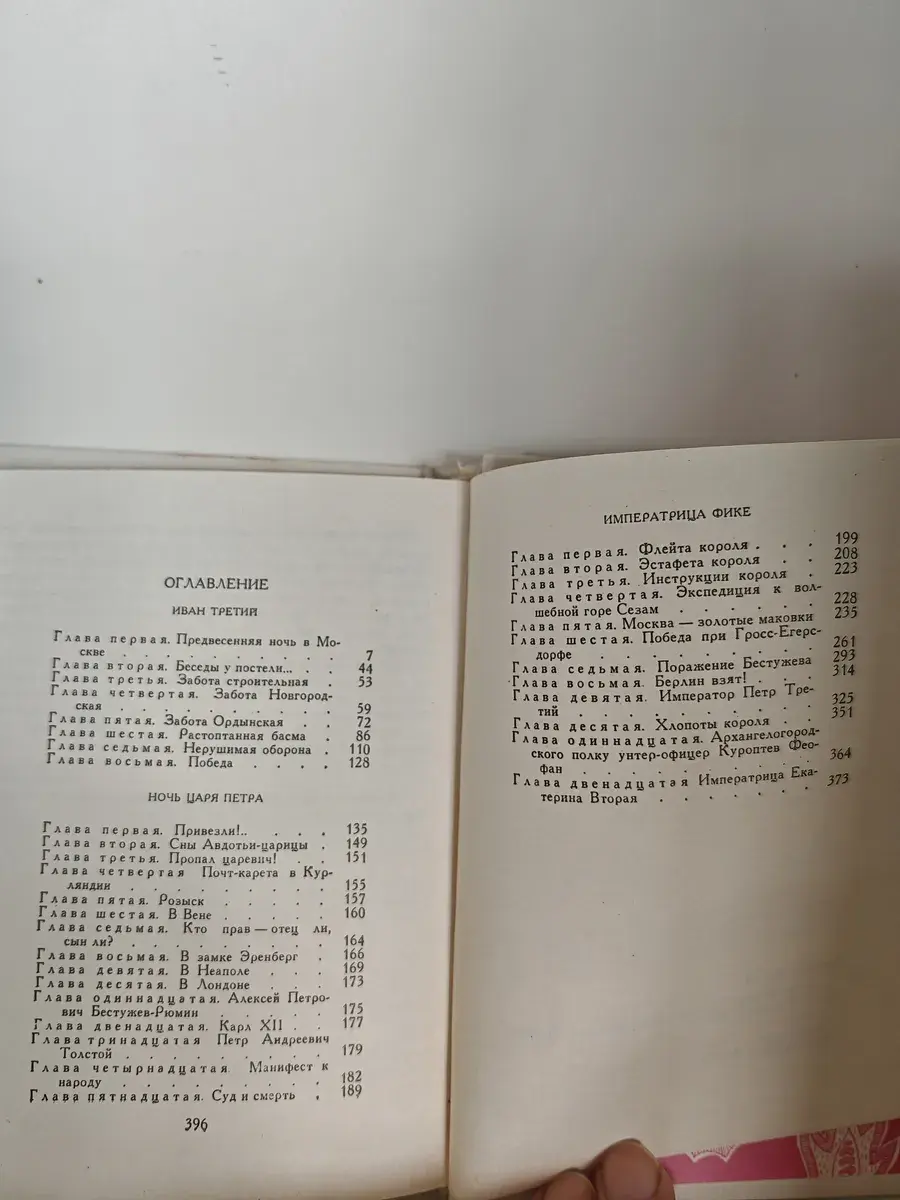 ОГЛАВЛЕНИЕ
ИВАН ТРЕТИЙ
Глава первая. Предвесенняя ночь в Мо-
скве . . . . . . . . . . 7
Глава вторая. Беседы у постели... . . 44
Глава третья. Забота строительная . 53
Глава четвертая. Забота Новгород-
ская . . . . . . . . . . 59
Глава пятая. Забота Ордынская . . 72
Глава шестая. Растоптанная басма . 86
Глава седьмая. Нерушимая оборона . 110
Глава восьмая. Победа . . . . 128
НОЧЬ ЦАРЯ ПЕТРА
Глава первая. Привезли!.. . . . 135
Глава вторая. Сны Авдотьи-царицы . 149
Глава третья. Пропал царевич! . . 151
Глава четвертая Почт-карета в Кур-
ляндии . . . . . . . . . 155
Глава пятая. Розыск . . . . . 157
Глава шестая. В Вене . . . . . 160
Глава седьмая. Кто прав — отец ли,
сын ли? . . . . . . . . . 164
Глава восьмая. В замке Эренберг . 166
Глава девятая. В Неаполе . . . 169
Глава десятая. В Лондоне . . . 173
Глава одиннадцатая. Алексей Петро-
вич Бестужев-Рюмин . . . . . 175
Глава двенадцатая. Карл XII . . 177
Глава тринадцатая Петр Андреевич
Толстой . . . . . . . . . 179
Глава четырнадцатая. Манифест к
народу . . . . . . . . . 182
Глава пятнадцатая. Суд и смерть . 189
396
ИМПЕРАТРИЦА ФИКЕ
Глава первая. Флейта короля . . . 199
Глава вторая. Эстафета короля . . 208
Глава третья. Инструкции короля . 223
Глава четвертая. Экспедиция к вол-
шебной горе Сезам . . . . . . 228
Глава пятая. Москва — золотые маковки 235
Глава шестая. Победа при Гросс-Егерс-
дорфе . . . . . . . . . 261
Глава седьмая. Поражение Бестужева 293
Глава восьмая. Берлин взят! . . . 314
Глава девятая. Император Петр Тре-
тий . . . . . . . . . . 325
Глава десятая. Хлопоты короля . . 351
Глава одиннадцатая. Архангелогород-
ского полку унтер-офицер Куроптев Фео-
фан . . . . . . . . . . 364
Глава двенадцатая Императрица Ека-
терина Вторая . . . . . . . 373